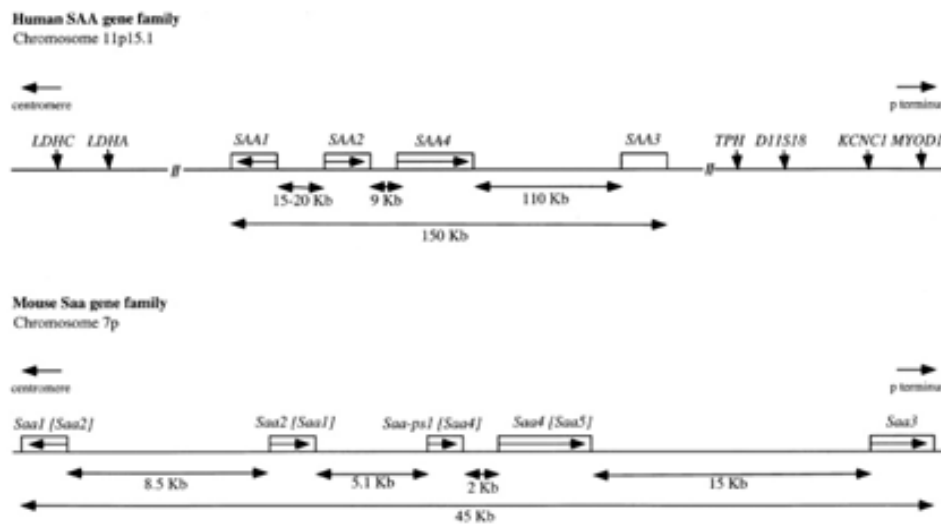 Human SAA gene family
Chromosome 11p15.1
centromere
p terminus
LDHC LDHA SAA1 SAA2 SAA4 SAA3 TPH D11S18 KCNC1 MYOD1
15-20 Kb 9 Kb 110 Kb
150 Kb
Mouse Saa gene family
Chromosome 7p
centromere
p terminus
Saa1 [Saa2] Saa2 [Saa1] Saa-ps1 [Saa4] Saa4 [Saa5] Saa3
8.5 Kb 5.1 Kb 2 Kb 15 Kb
45 Kb